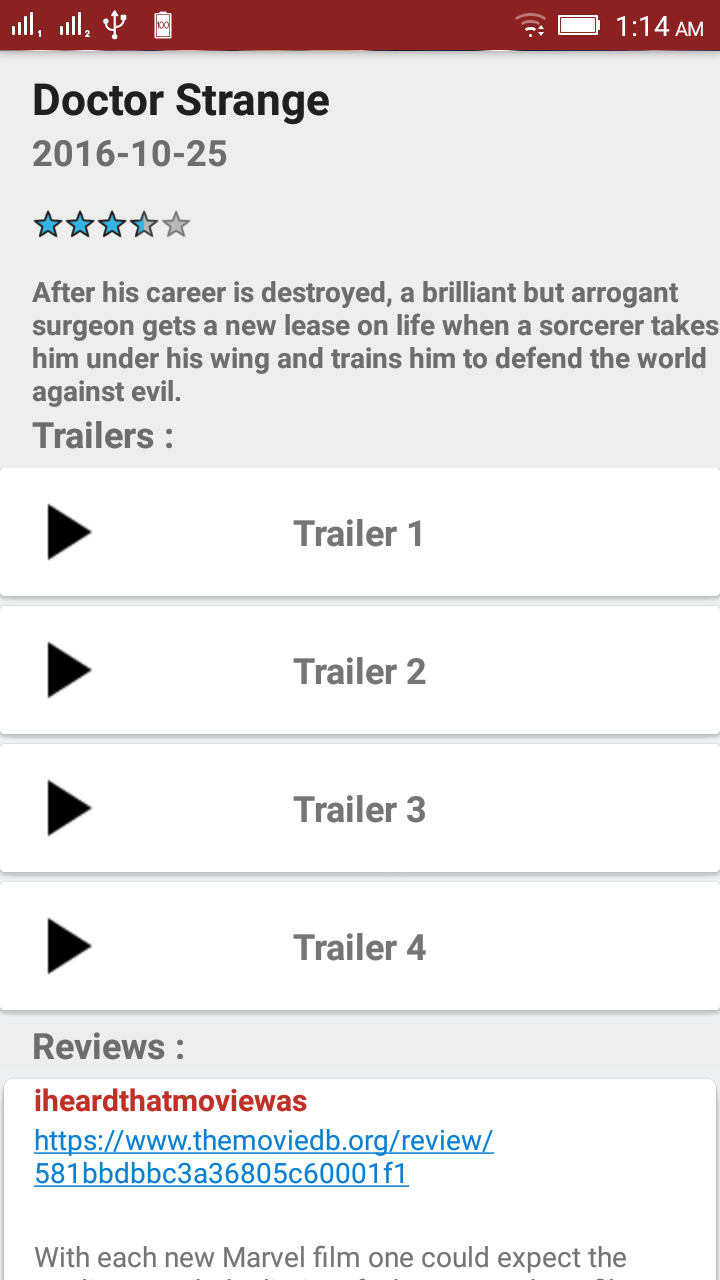 1 2 100 1:14 AM
Doctor Strange
2016-10-25
After his career is destroyed, a brilliant but arrogant
surgeon gets a new lease on life when a sorcerer takes
him under his wing and trains him to defend the world
against evil.
Trailers :
Trailer 1
Trailer 2
Trailer 3
Trailer 4
Reviews :
iheardthatmoviewas
https://www.themoviedb.org/review/
581bbdbbc3a36805c60001f1
With each new Marvel film one could expect the